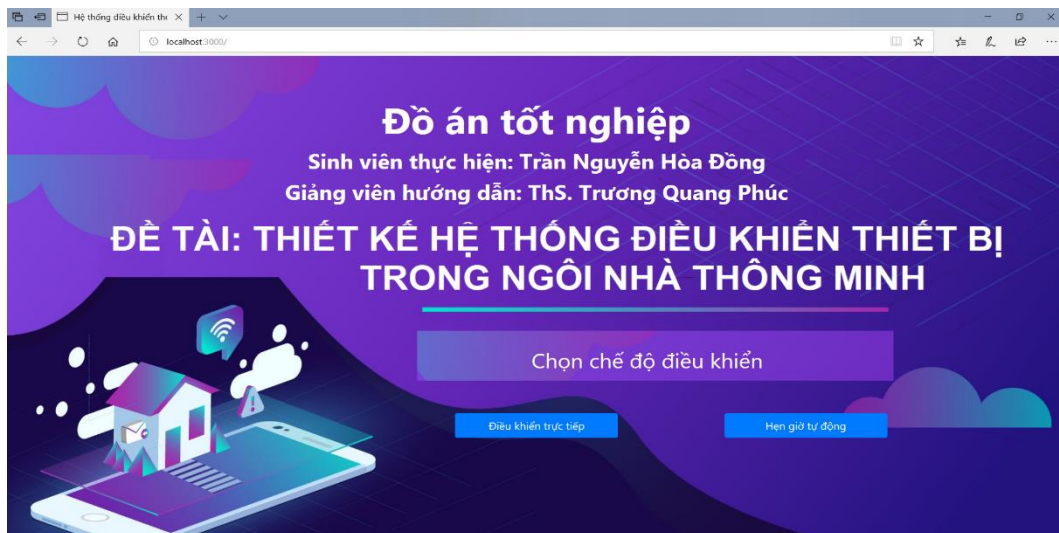 Hệ thống điều khiển thi
localhost:3000/
Đồ án tốt nghiệp
Sinh viên thực hiện: Trần Nguyễn Hòa Đồng
Giảng viên hướng dẫn: ThS. Trương Quang Phúc
ĐỀ TÀI: THIẾT KẾ HỆ THỐNG ĐIỀU KHIỂN THIẾT BỊ
TRONG NGÔI NHÀ THÔNG MINH
Chọn chế độ điều khiển
Điều khiển trực tiếp
Hẹn giờ tự động